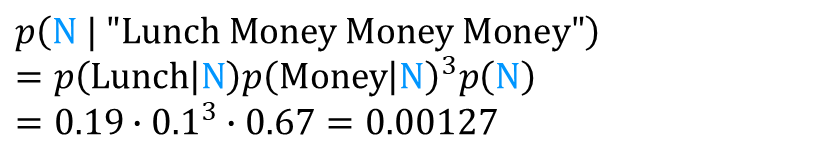 p(N | "Lunch Money Money Money")
= p(Lunch|N)p(Money|N)³p(N)
= 0.19 · 0.1³ · 0.67 = 0.00127